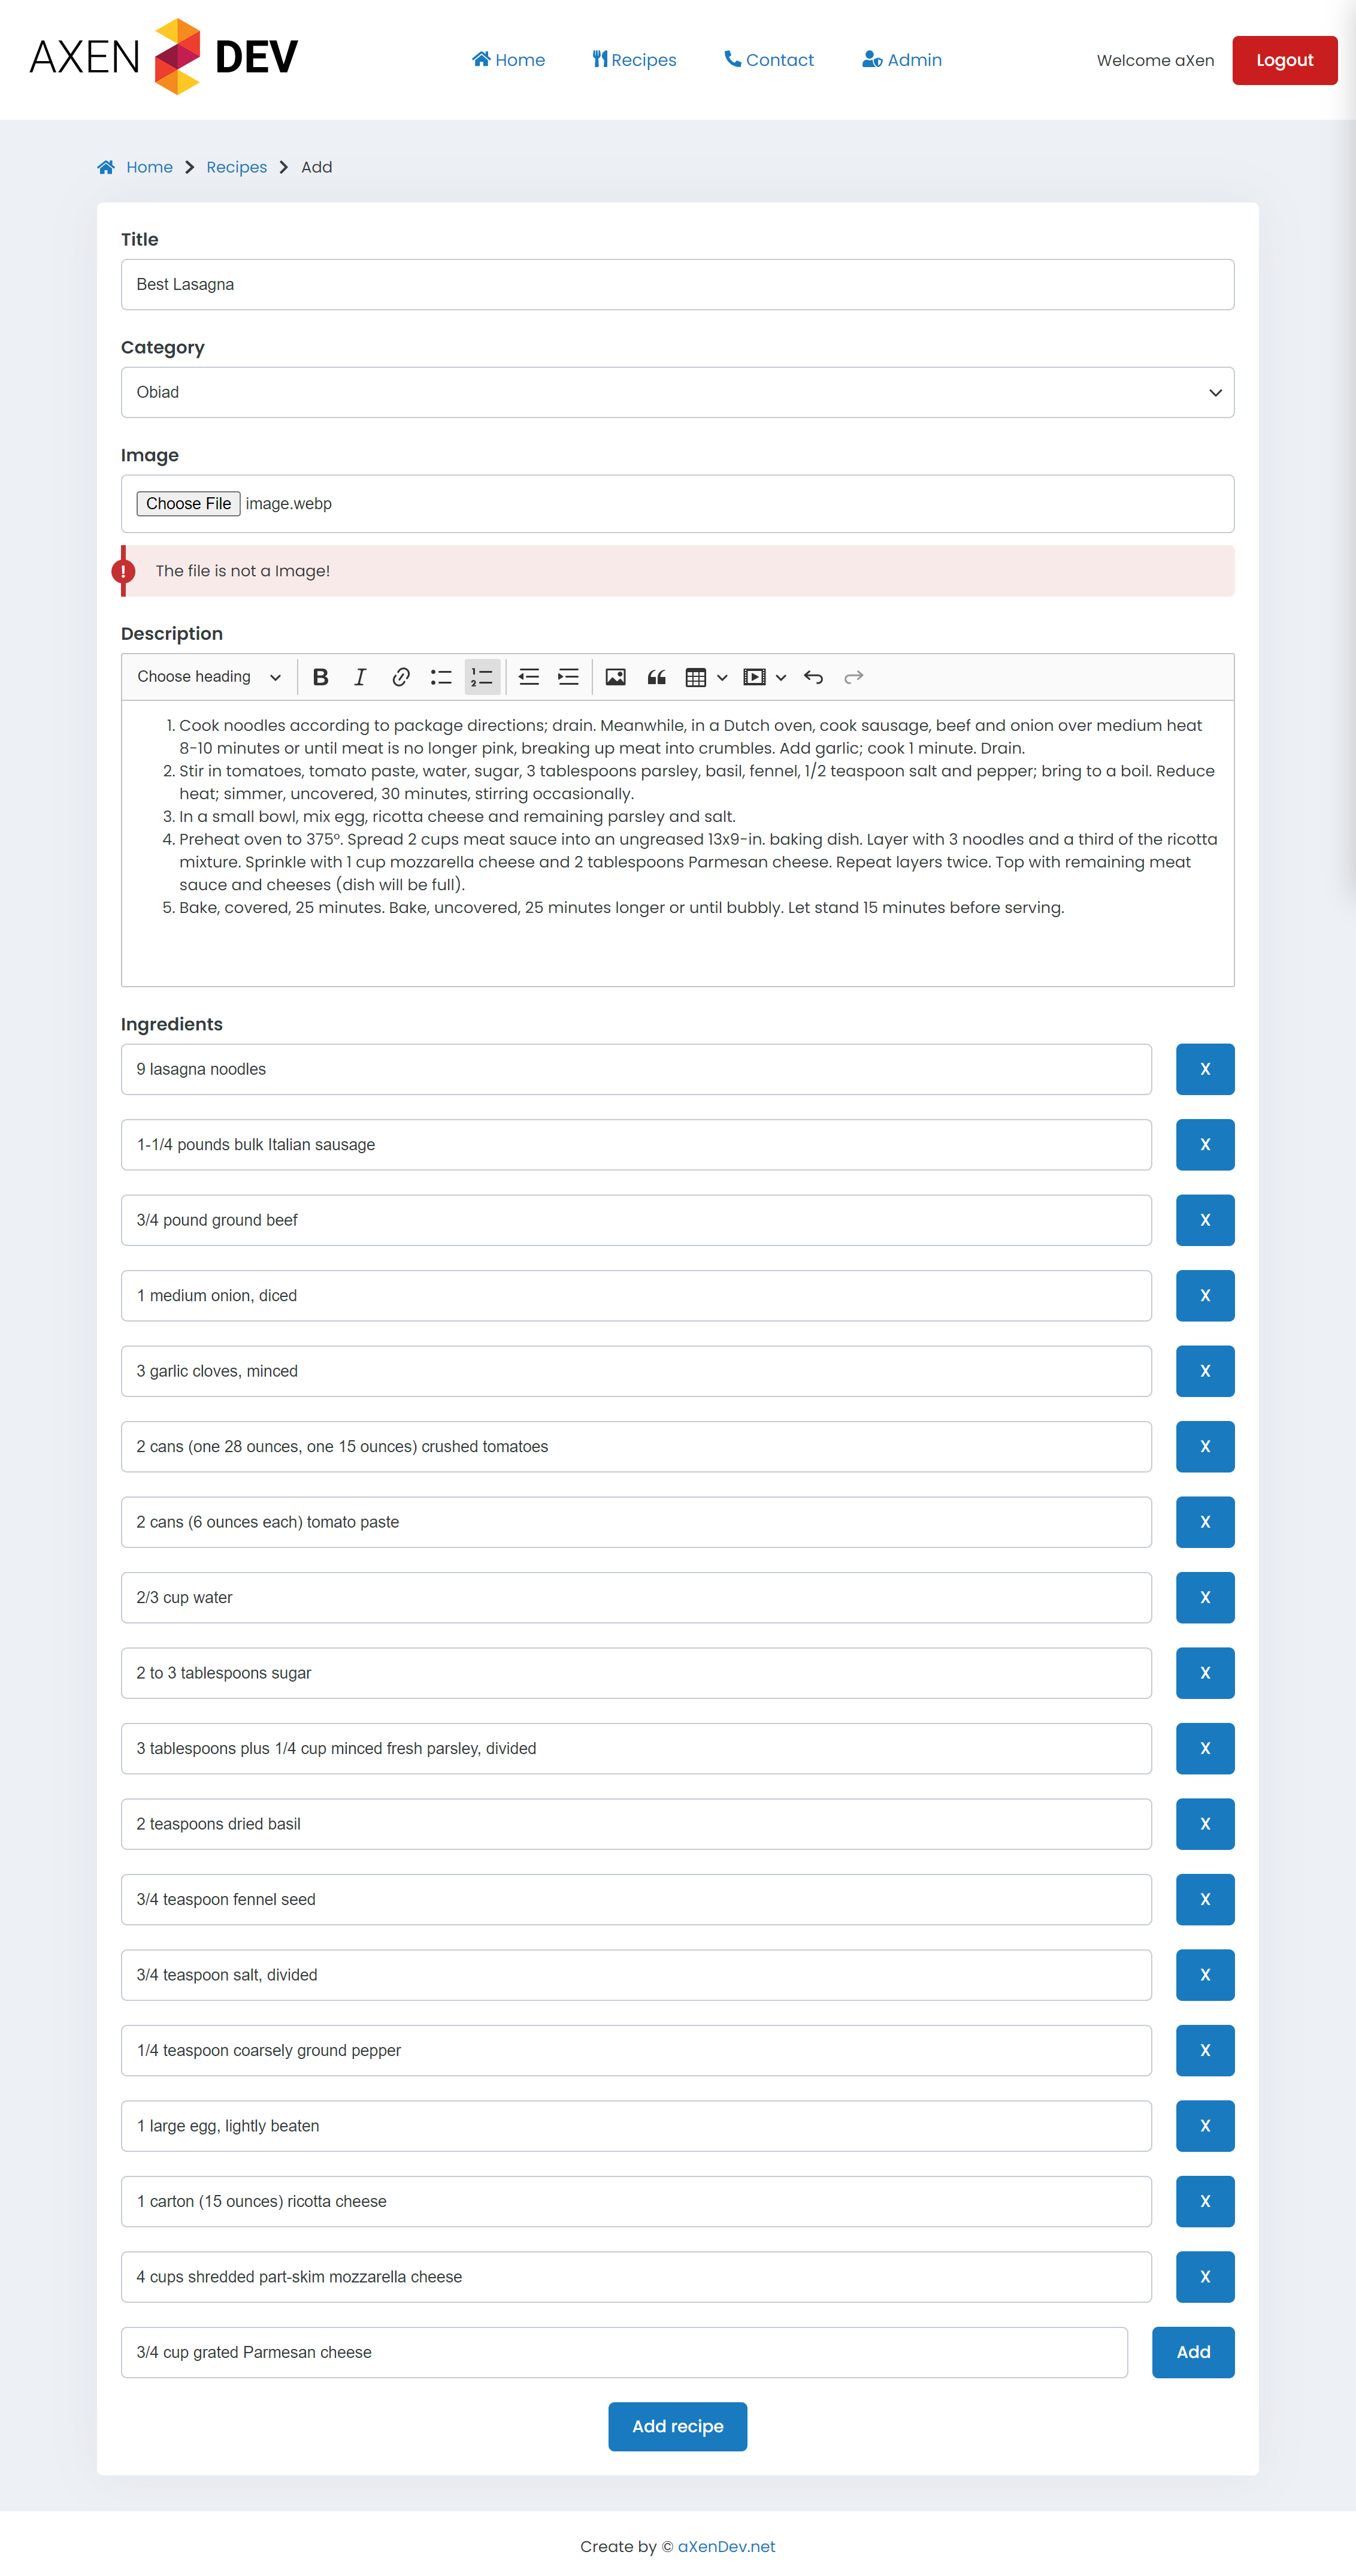 AXEN DEV
Home Recipes Contact Admin Welcome aXen Logout
Home Recipes Add
Title
Best Lasagna
Category
Obiad
Image
Choose File image.webp
! The file is not a Image!
Description
Choose heading B I
1. Cook noodles according to package directions; drain. Meanwhile, in a Dutch oven, cook sausage, beef and onion over medium heat
8-10 minutes or until meat is no longer pink, breaking up meat into crumbles. Add garlic; cook 1 minute. Drain.
2. Stir in tomatoes, tomato paste, water, sugar, 3 tablespoons parsley, basil, fennel, 1/2 teaspoon salt and pepper; bring to a boil. Reduce
heat; simmer, uncovered, 30 minutes, stirring occasionally.
3. In a small bowl, mix egg, ricotta cheese and remaining parsley and salt.
4. Preheat oven to 375°. Spread 2 cups meat sauce into an ungreased 13x9-in. baking dish. Layer with 3 noodles and a third of the ricotta
mixture. Sprinkle with 1 cup mozzarella cheese and 2 tablespoons Parmesan cheese. Repeat layers twice. Top with remaining meat
sauce and cheeses (dish will be full).
5. Bake, covered, 25 minutes. Bake, uncovered, 25 minutes longer or until bubbly. Let stand 15 minutes before serving.
Ingredients
9 lasagna noodles X
1-1/4 pounds bulk Italian sausage X
3/4 pound ground beef X
1 medium onion, diced X
3 garlic cloves, minced X
2 cans (one 28 ounces, one 15 ounces) crushed tomatoes X
2 cans (6 ounces each) tomato paste X
2/3 cup water X
2 to 3 tablespoons sugar X
3 tablespoons plus 1/4 cup minced fresh parsley, divided X
2 teaspoons dried basil X
3/4 teaspoon fennel seed X
3/4 teaspoon salt, divided X
1/4 teaspoon coarsely ground pepper X
1 large egg, lightly beaten X
1 carton (15 ounces) ricotta cheese X
4 cups shredded part-skim mozzarella cheese X
3/4 cup grated Parmesan cheese Add
Add recipe
Create by © aXenDev.net